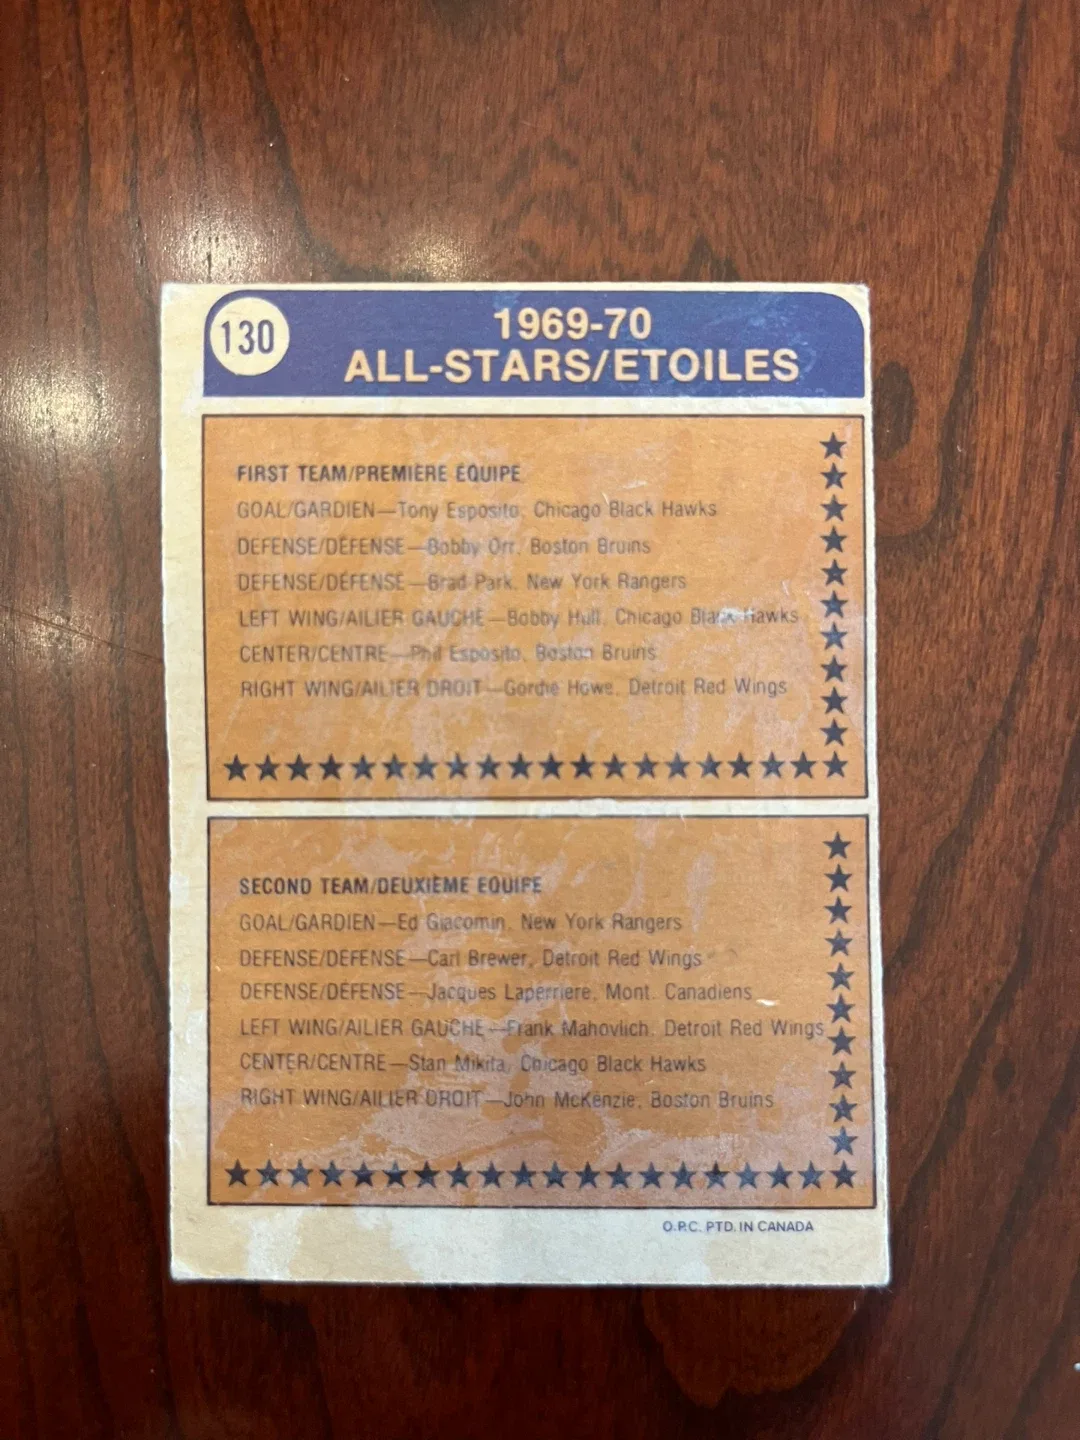 130
1969-70
ALL-STARS/ETOILES
FIRST TEAM/PREMIÈRE ÉQUIPE
GOAL/GARDIEN—Tony Esposito, Chicago Black Hawks
DEFENSE/DÉFENSE—Bobby Orr, Boston Bruins
DEFENSE/DÉFENSE—Brad Park, New York Rangers
LEFT WING/AILIER GAUCHE—Bobby Hull, Chicago Black Hawks
CENTER/CENTRE—Phil Esposito, Boston Bruins
RIGHT WING/AILIER DROIT—Gordie Howe, Detroit Red Wings
SECOND TEAM/DEUXIÈME ÉQUIPE
GOAL/GARDIEN—Ed Giacomin, New York Rangers
DEFENSE/DÉFENSE—Carl Brewer, Detroit Red Wings
DEFENSE/DÉFENSE—Jacques Laperriere, Mont. Canadiens
LEFT WING/AILIER GAUCHE—Frank Mahovlich, Detroit Red Wings
CENTER/CENTRE—Stan Mikita, Chicago Black Hawks
RIGHT WING/AILIER DROIT—John McKenzie, Boston Bruins
O.P.C. PTD. IN CANADA